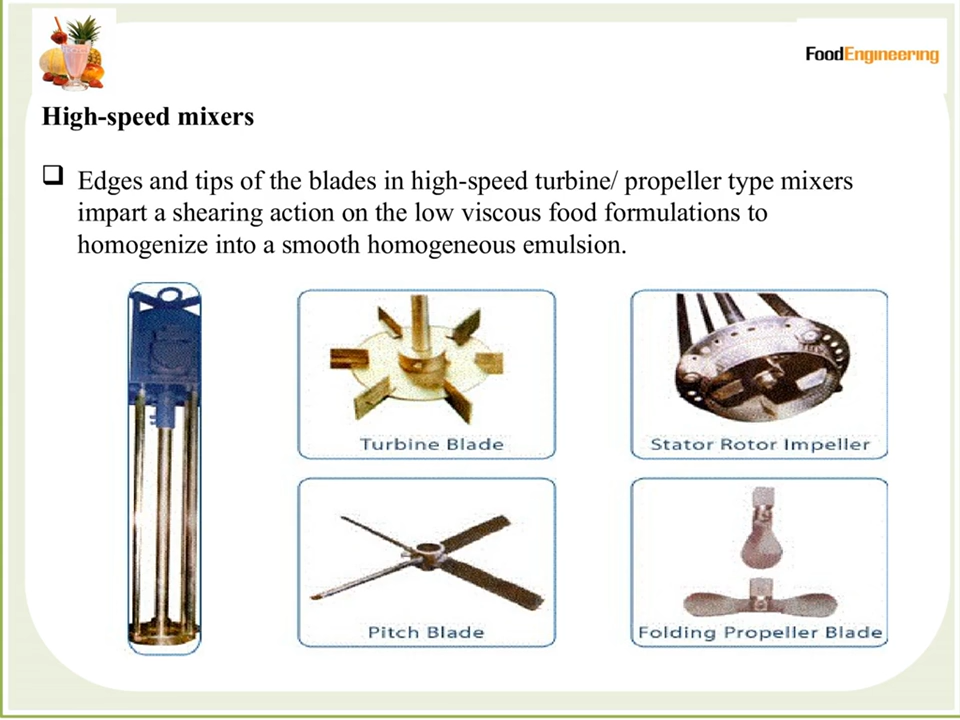 FoodEngineering
High-speed mixers
❑ Edges and tips of the blades in high-speed turbine/ propeller type mixers
impart a shearing action on the low viscous food formulations to
homogenize into a smooth homogeneous emulsion.
Turbine Blade
Stator Rotor Impeller
Pitch Blade
Folding Propeller Blade